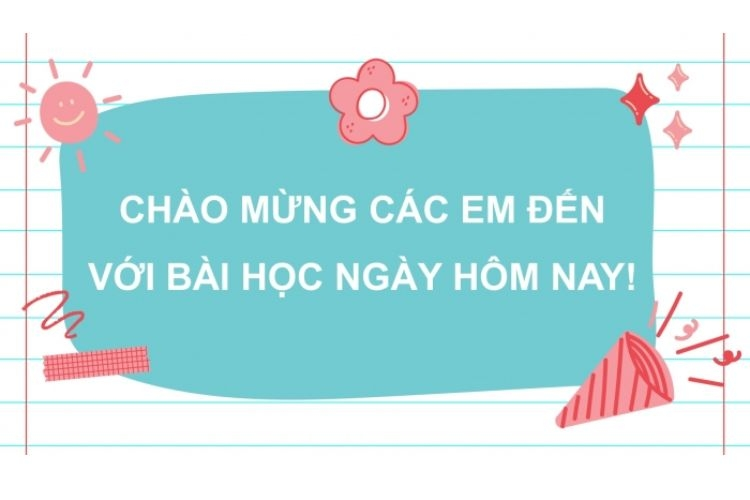 CHÀO MỪNG CÁC EM ĐẾN
VỚI BÀI HỌC NGÀY HÔM NAY!